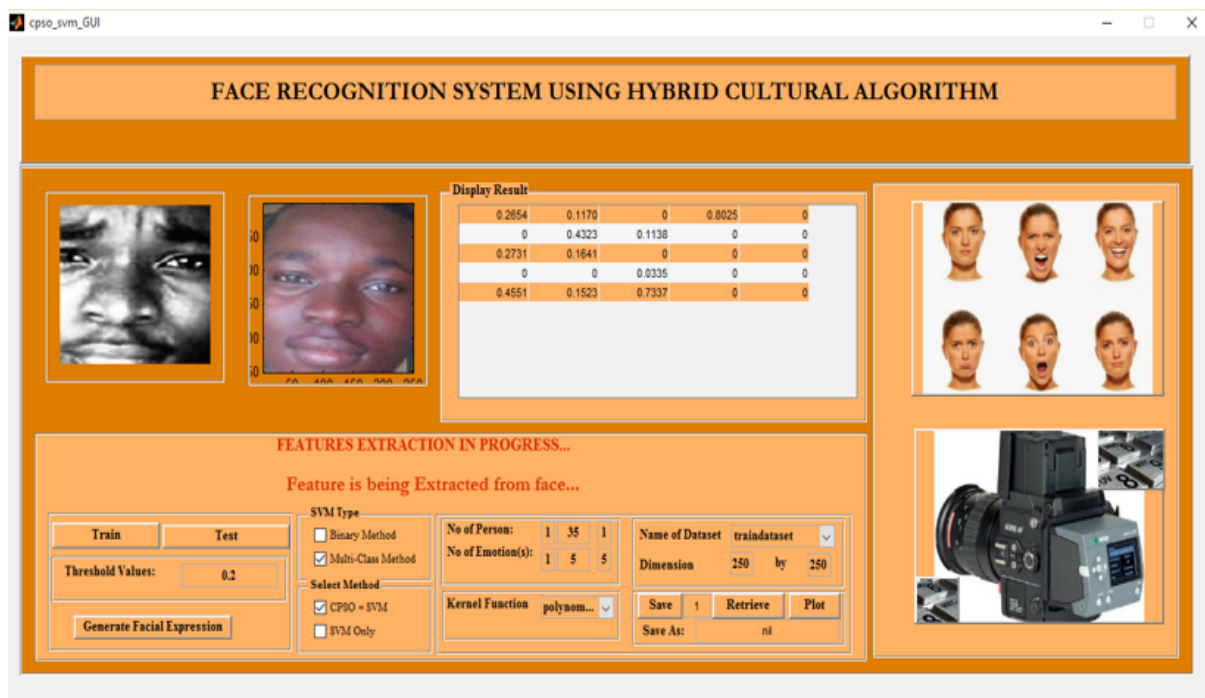 cpso_svm_GUI
FACE RECOGNITION SYSTEM USING HYBRID CULTURAL ALGORITHM
Display Result
0.2654 0.1170 0 0.8025 0
0 0.4323 0.1138 0 0
0.2731 0.1641 0 0 0
0 0 0.0335 0 0
0.4551 0.1523 0.7337 0 0
FEATURES EXTRACTION IN PROGRESS...
Feature is being Extracted from face...
Train Test
Threshold Values: 0.2
Generate Facial Expression
SVM Type
Binary Method
Multi-Class Method
Select Method
CPSO = SVM
SVM Only
No of Person: 1 35 1
No of Emotion(s): 1 5 5
Kernel Function polynom...
Name of Dataset traindataset
Dimension 250 by 250
Save 1 Retrieve Plot
Save As: nil